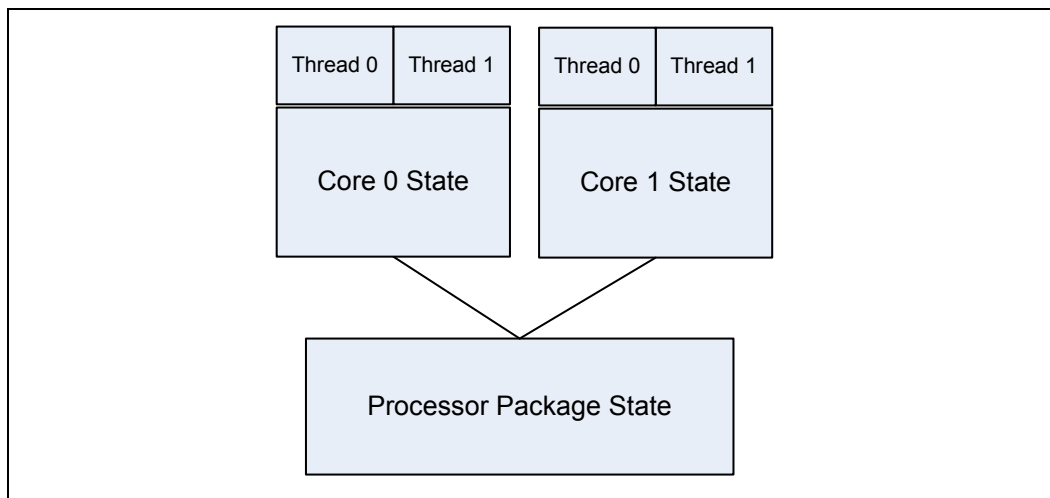 Thread 0 Thread 1 Thread 0 Thread 1
Core 0 State Core 1 State
Processor Package State